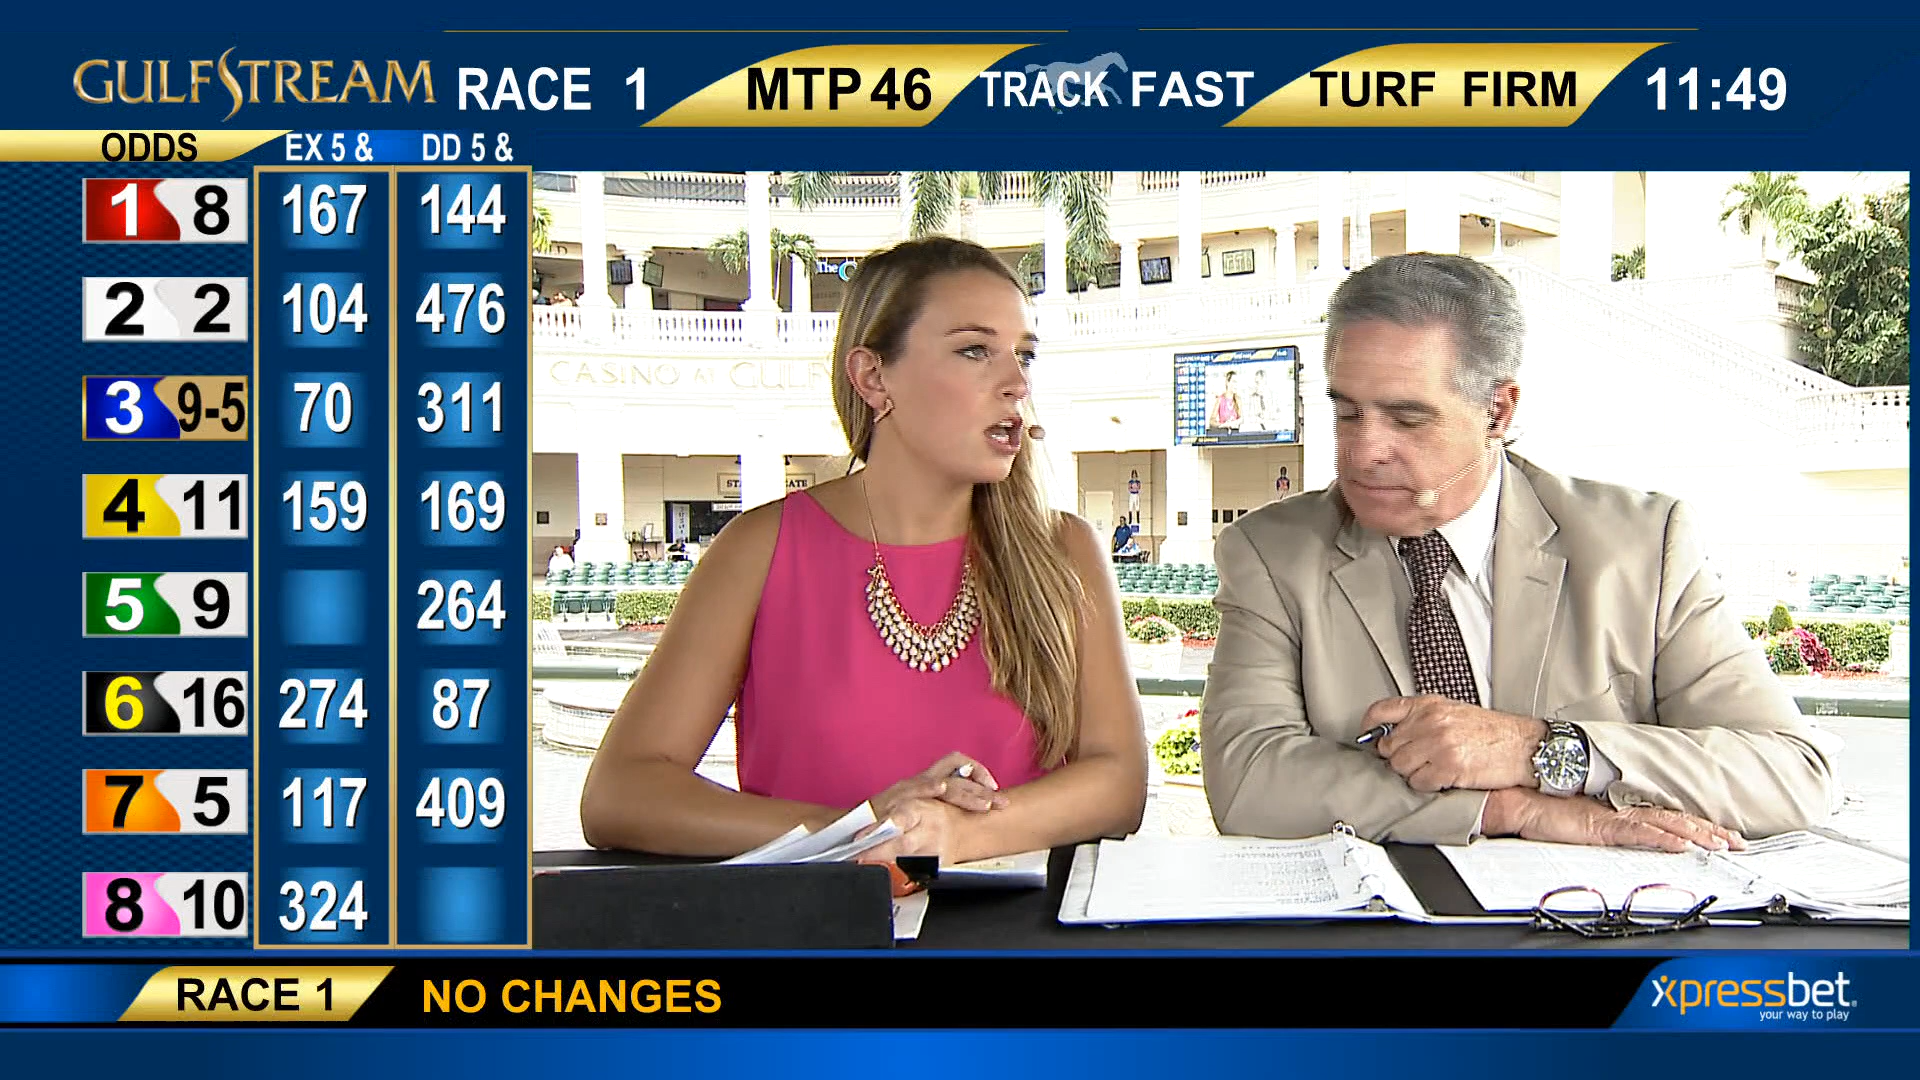 GULFSTREAM RACE 1 MTP 46 TRACK FAST TURF FIRM 11:49
ODDS EX 5 & DD 5 &
1 8 167 144
2 2 104 476
3 9-5 70 311
4 11 159 169
5 9 264
6 16 274 87
7 5 117 409
8 10 324
The
CASINO AT GULF
RACE 1 NO CHANGES
xpressbet
your way to play